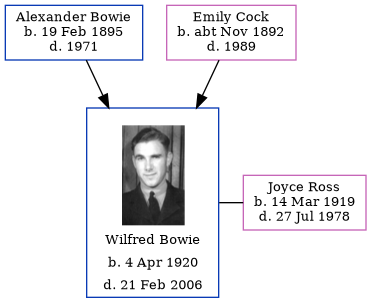 Alexander Bowie
b. 19 Feb 1895
d. 1971
Emily Cock
b. abt Nov 1892
d. 1989
Wilfred Bowie
b. 4 Apr 1920
d. 21 Feb 2006
Joyce Ross
b. 14 Mar 1919
d. 27 Jul 1978